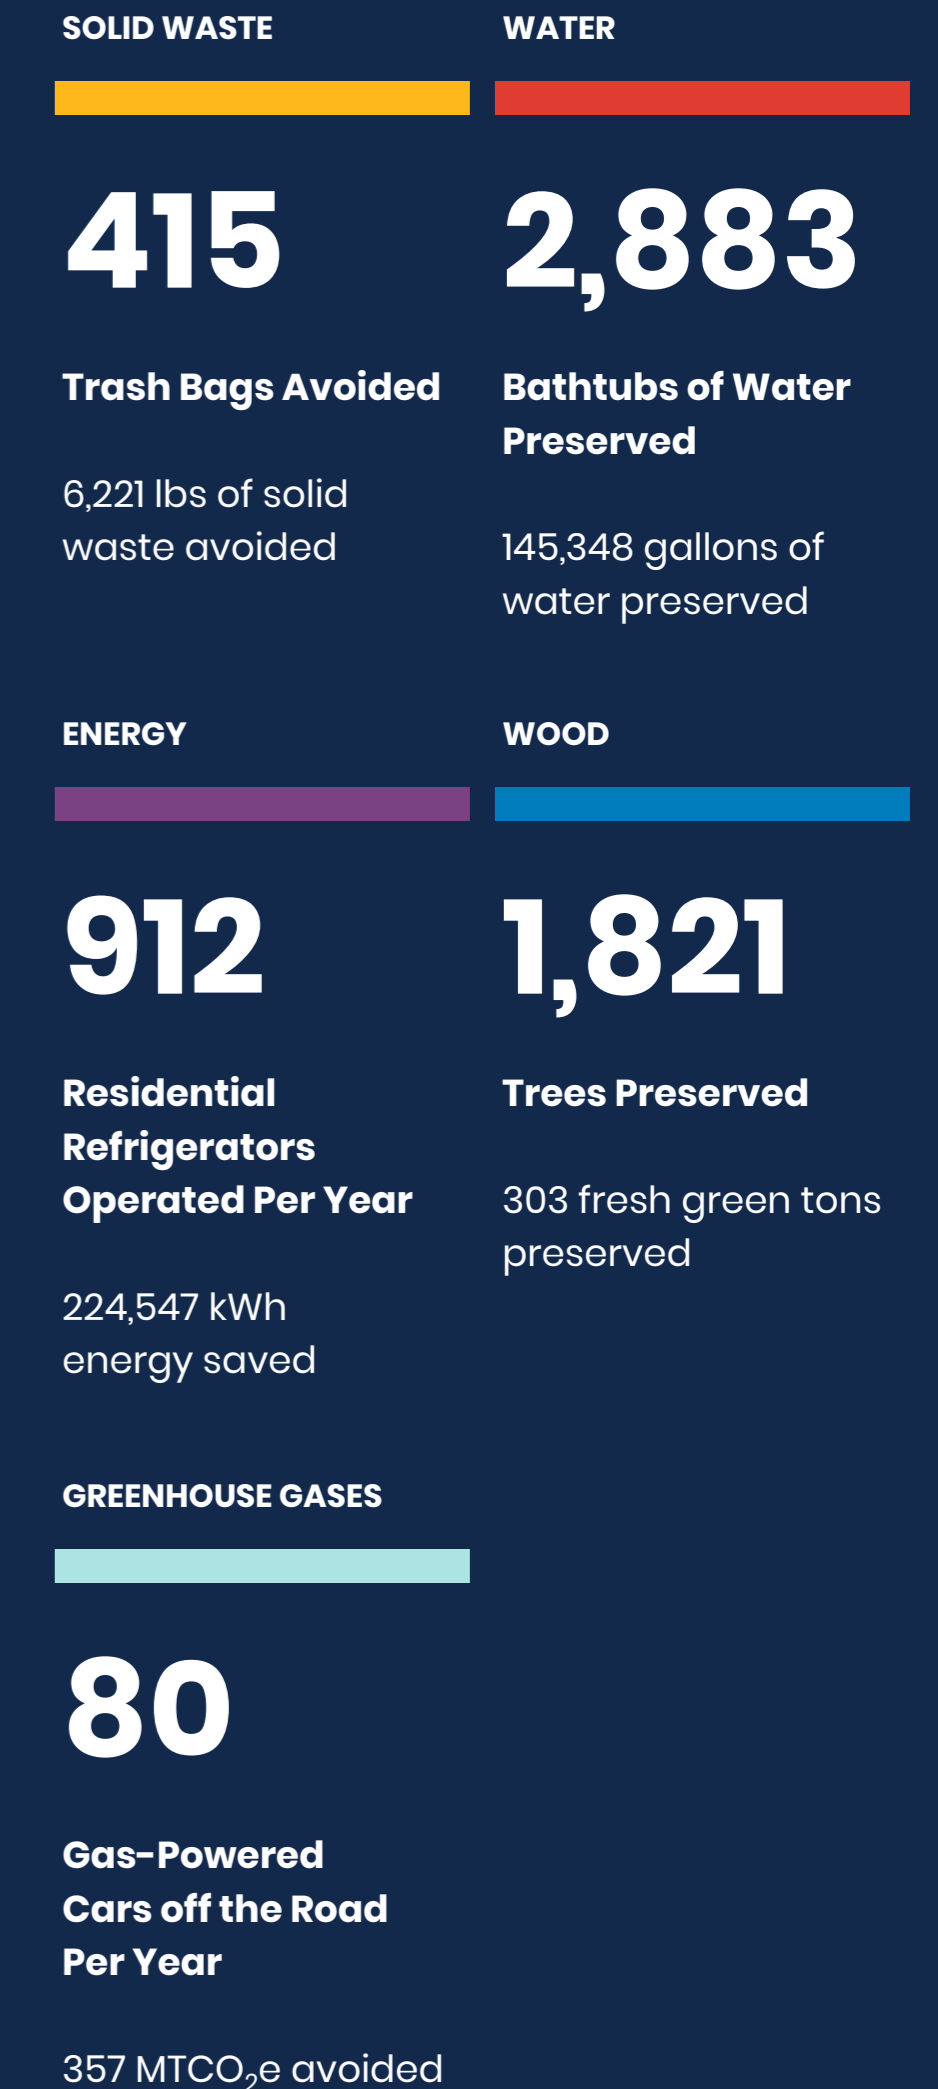 SOLID WASTE
415
Trash Bags Avoided
6,221 lbs of solid
waste avoided
WATER
2,883
Bathtubs of Water
Preserved
145,348 gallons of
water preserved
ENERGY
912
Residential
Refrigerators
Operated Per Year
224,547 kWh
energy saved
WOOD
1,821
Trees Preserved
303 fresh green tons
preserved
GREENHOUSE GASES
80
Gas-Powered
Cars off the Road
Per Year
357 MTCO₂e avoided